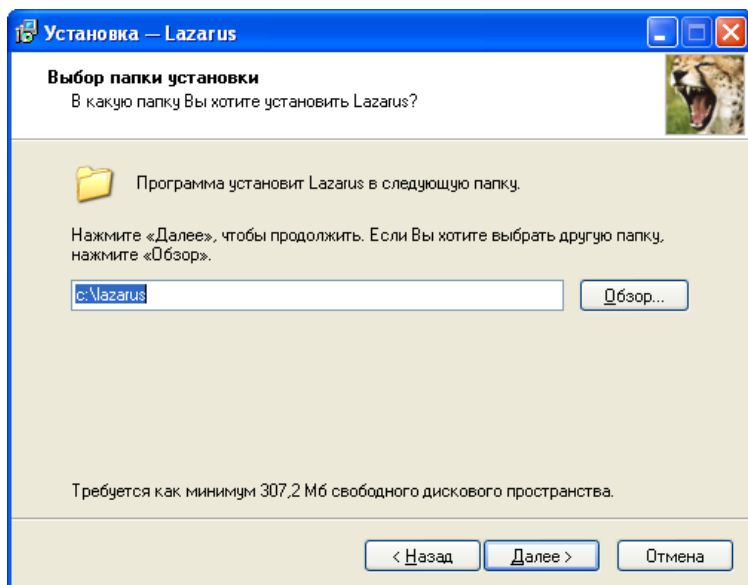 Установка — Lazarus
Выбор папки установки
В какую папку Вы хотите установить Lazarus?
Программа установит Lazarus в следующую папку.
Нажмите «Далее», чтобы продолжить. Если Вы хотите выбрать другую папку,
нажмите «Обзор».
c:\lazarus
Обзор...
Требуется как минимум 307,2 Мб свободного дискового пространства.
< Назад
Далее >
Отмена